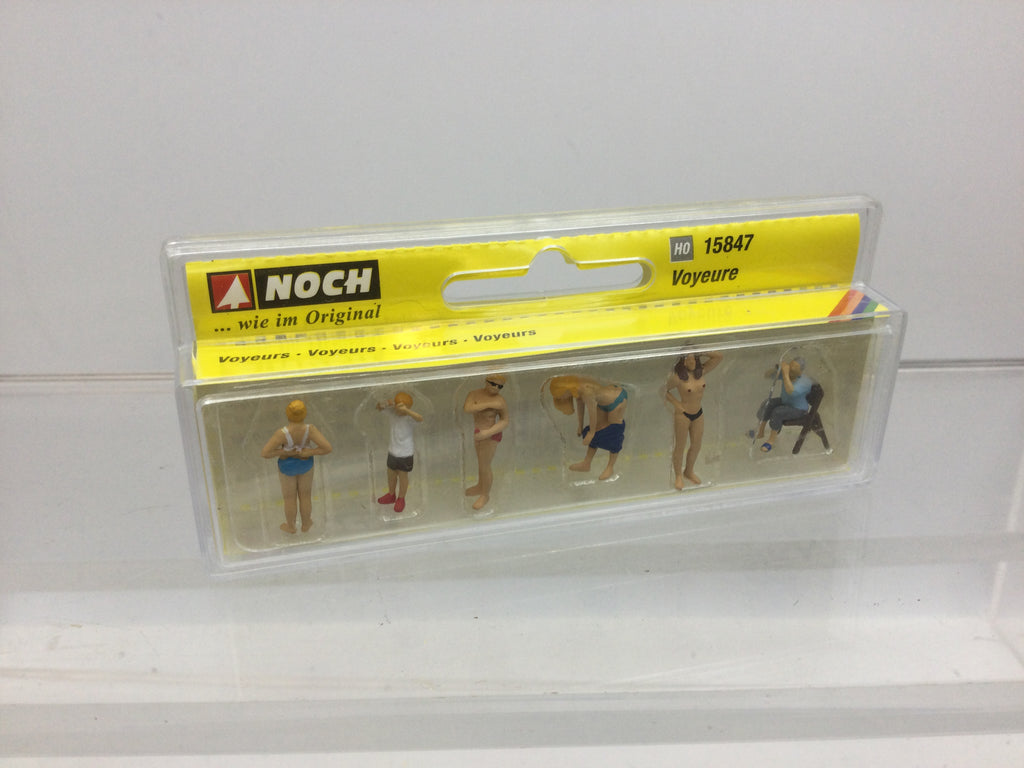 NOCH
... wie im Original
HO 15847
Voyeure
Voyeurs - Voyeurs - Voyeurs - Voyeurs